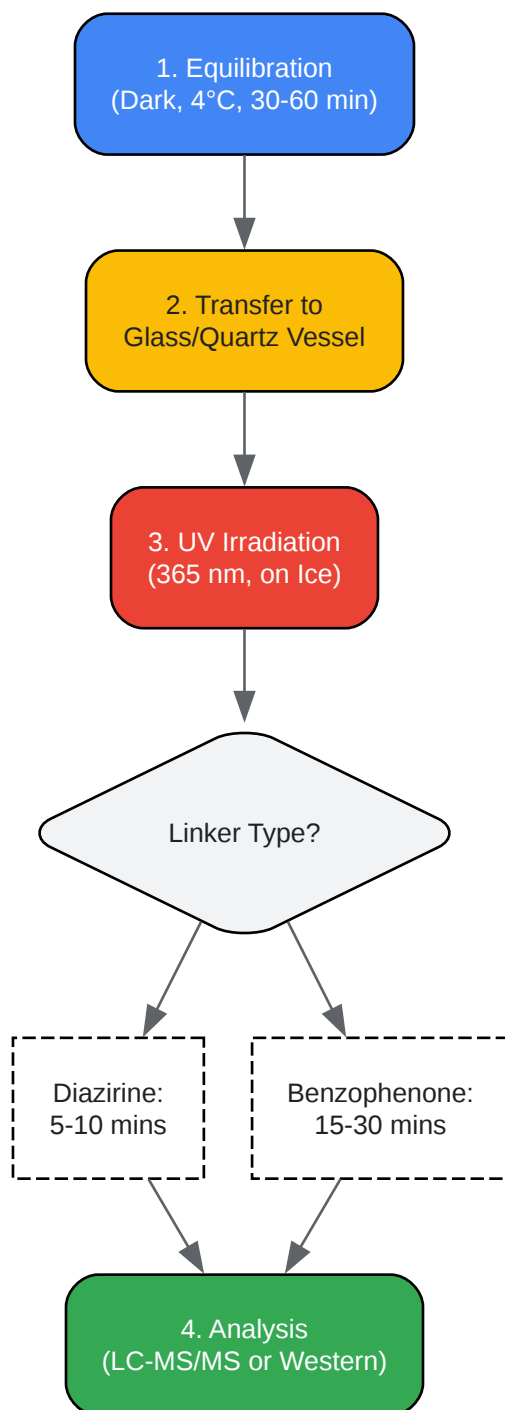 1. Equilibration
(Dark, 4°C, 30-60 min)
2. Transfer to
Glass/Quartz Vessel
3. UV Irradiation
(365 nm, on Ice)
Linker Type?
Diazirine:
5-10 mins
Benzophenone:
15-30 mins
4. Analysis
(LC-MS/MS or Western)